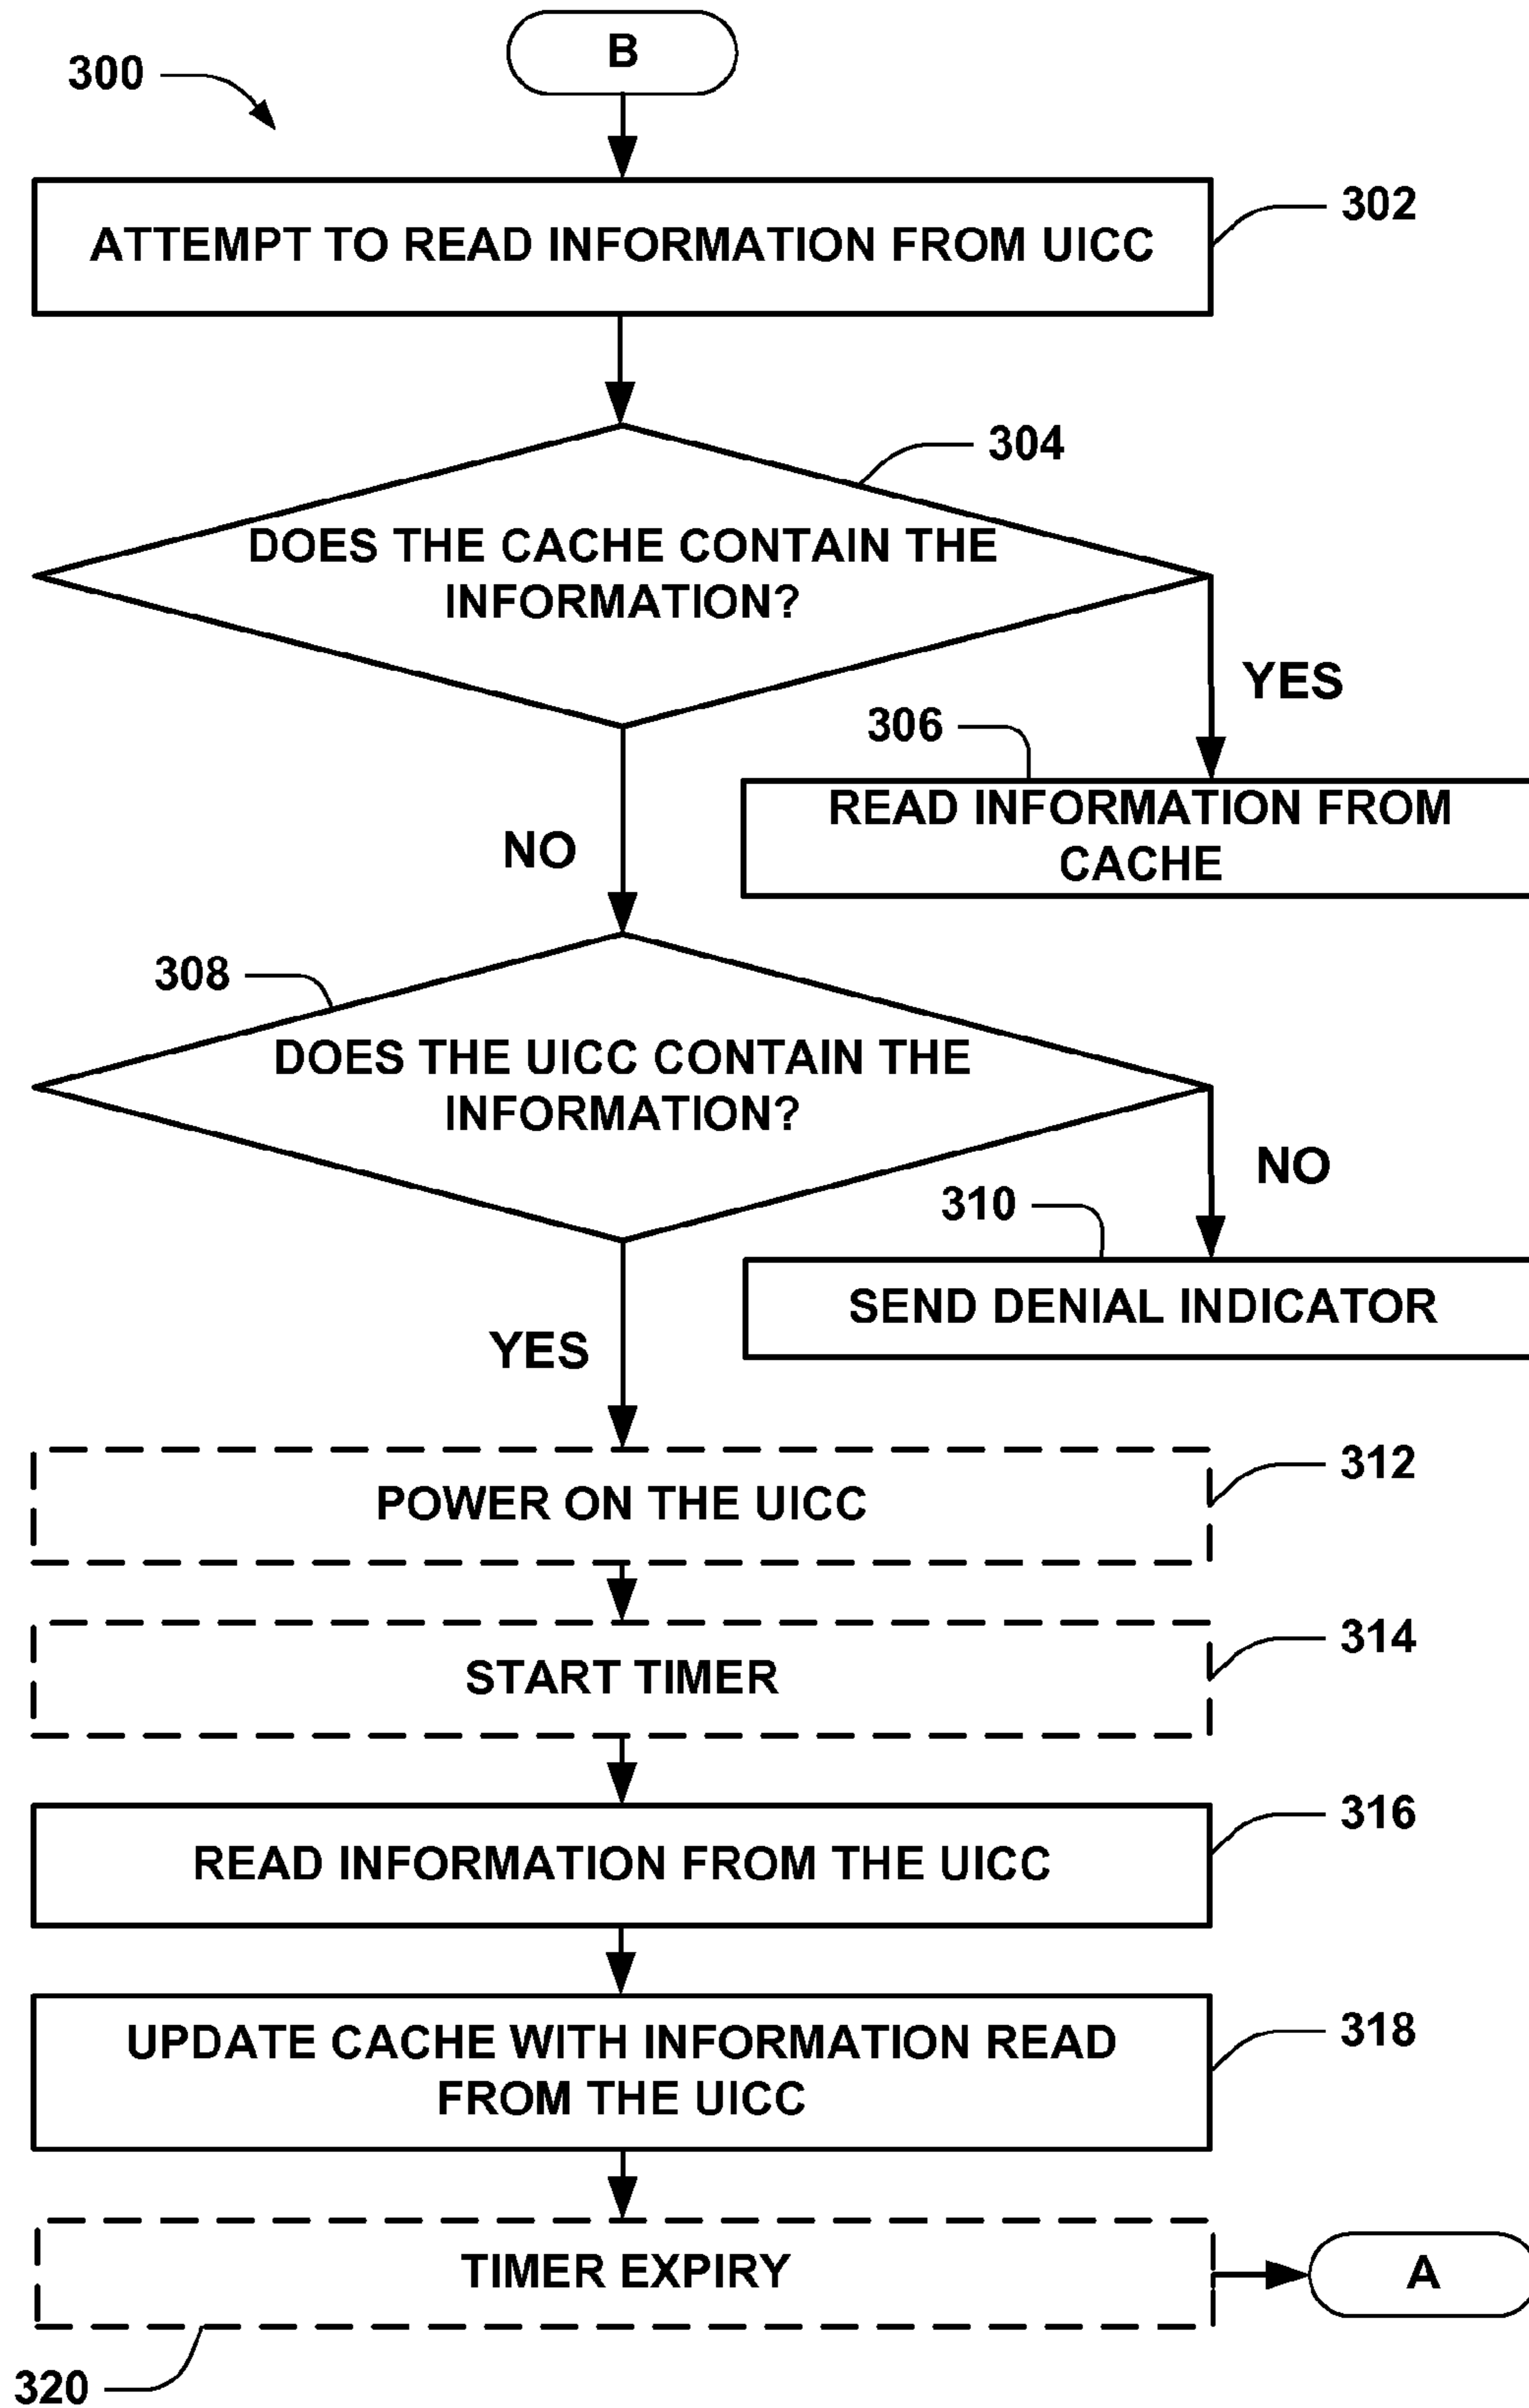 B
300
302
ATTEMPT TO READ INFORMATION FROM UICC
304
DOES THE CACHE CONTAIN THE
INFORMATION?
YES
306
READ INFORMATION FROM
CACHE
NO
308
DOES THE UICC CONTAIN THE
INFORMATION?
NO
310
SEND DENIAL INDICATOR
YES
312
POWER ON THE UICC
314
START TIMER
316
READ INFORMATION FROM THE UICC
318
UPDATE CACHE WITH INFORMATION READ
FROM THE UICC
TIMER EXPIRY
A
320